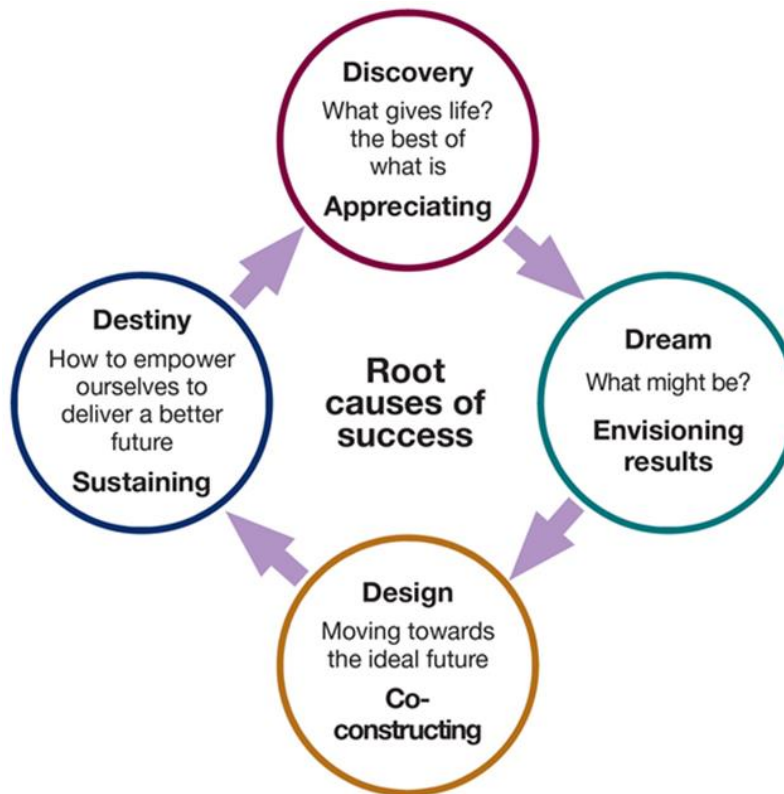 Discovery
What gives life?
the best of
what is
Appreciating
Dream
What might be?
Envisioning
results
Design
Moving towards
the ideal future
Co-
constructing
Destiny
How to empower
ourselves to
deliver a better
future
Sustaining
Root
causes of
success